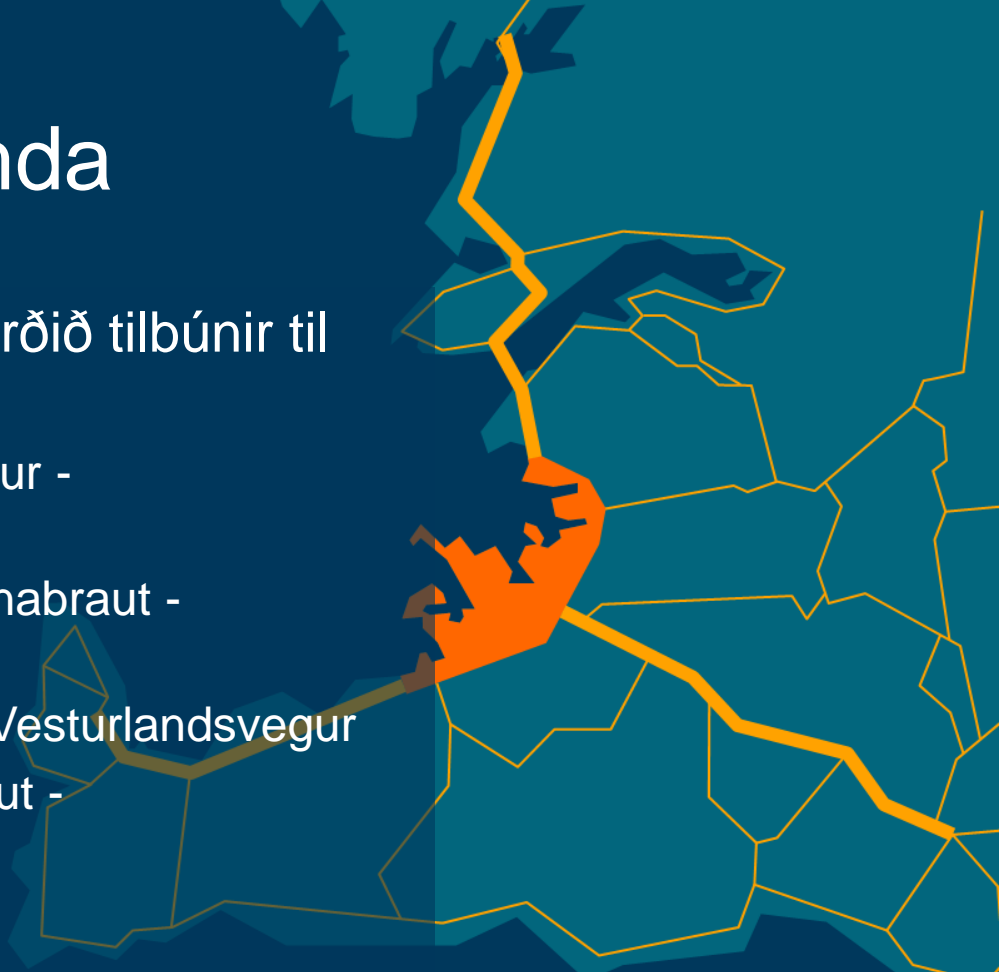 nda
rðið tilbúnir til
ur -
nabraut -
Vesturlandsvegur
ut -